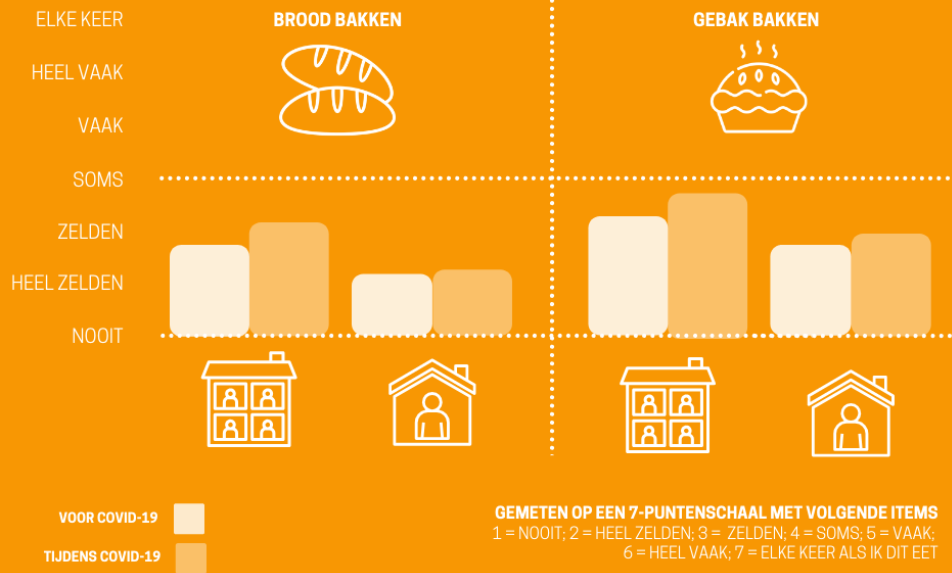 ELKE KEER
HEEL VAAK
VAAK
SOMS
ZELDEN
HEEL ZELDEN
NOOIT
BROOD BAKKEN
GEBAK BAKKEN
VOOR COVID-19
TIJDENS COVID-19
GEMETEN OP EEN 7-PUNTENSCHAAL MET VOLGENDE ITEMS
1 = NOOIT; 2 = HEEL ZELDEN; 3 = ZELDEN; 4 = SOMS; 5 = VAAK;
6 = HEEL VAAK; 7 = ELKE KEER ALS IK DIT EET